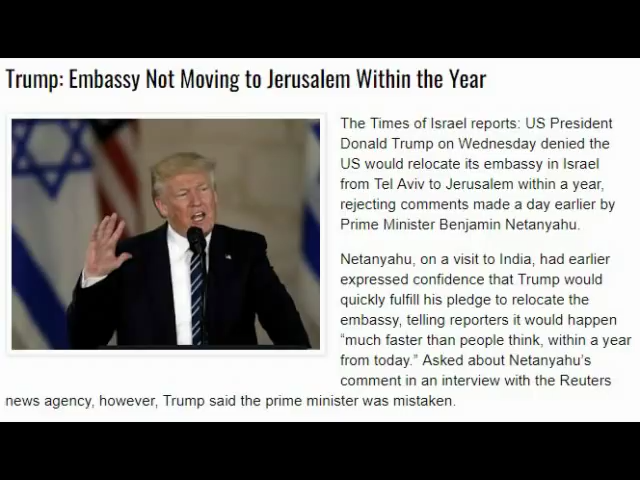 Trump: Embassy Not Moving to Jerusalem Within the Year
The Times of Israel reports: US President
Donald Trump on Wednesday denied the
US would relocate its embassy in Israel
from Tel Aviv to Jerusalem within a year,
rejecting comments made a day earlier by
Prime Minister Benjamin Netanyahu.
Netanyahu, on a visit to India, had earlier
expressed confidence that Trump would
quickly fulfill his pledge to relocate the
embassy, telling reporters it would happen
“much faster than people think, within a year
from today.” Asked about Netanyahu’s
comment in an interview with the Reuters
news agency, however, Trump said the prime minister was mistaken.